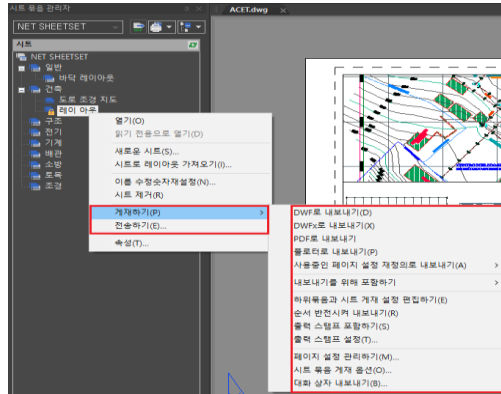 시트 묶음 관리자
ACET.dwg
NET SHEETSET
시트
NET SHEETSET
일반
바닥 레이아웃
건축
도로 조경 지도
레이 아웃
구조
전기
기계
배관
소방
토목
조경
열기(O)
읽기 전용으로 열기(D)
새로운 시트(S)...
시트로 레이아웃 가져오기(I)...
이름 수정숫자재설정(N)...
시트 제거(R)
게재하기(P)
전송하기(E)...
속성(T)...
DWF로 내보내기(D)
DWFx로 내보내기(X)
PDF로 내보내기
플로터로 내보내기(P)
사용중인 페이지 설정 재정의로 내보내기(A)
내보내기를 위해 포함하기
하위묶음과 시트 게재 설정 편집하기(E)
순서 반전시켜 내보내기(R)
출력 스탬프 포함하기(S)
출력 스탬프 설정(T)...
페이지 설정 관리하기(M)...
시트 묶음 게재 옵션(O)...
대화 상자 내보내기(B)...